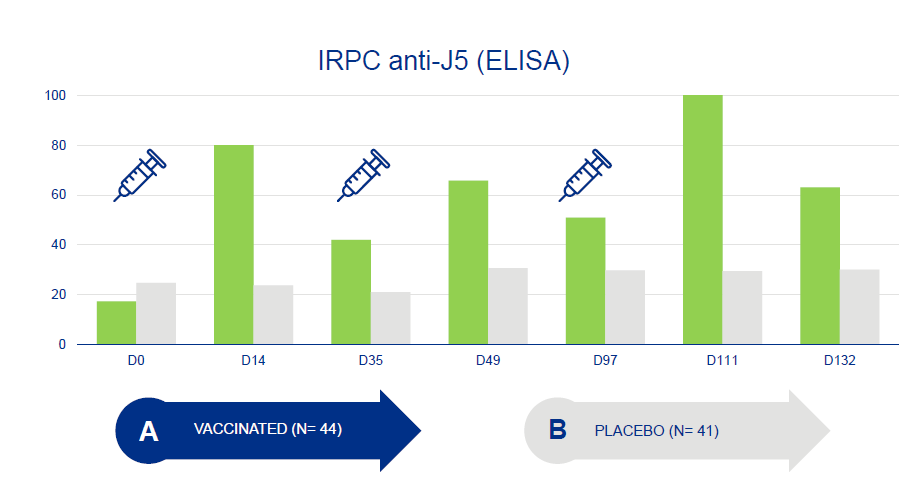 IRPC anti-J5 (ELISA)
100
80
60
40
20
0
D0 D14 D35 D49 D97 D111 D132
A VACCINATED (N= 44)
B PLACEBO (N= 41)